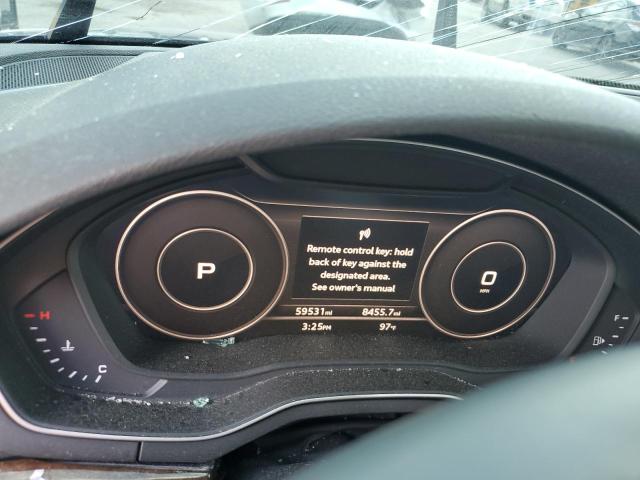 Remote control key: hold
back of key against the
designated area.
See owner's manual
P
0
MPH
59531mi 8455.7mi
3:25PM 97°F
H
C
F